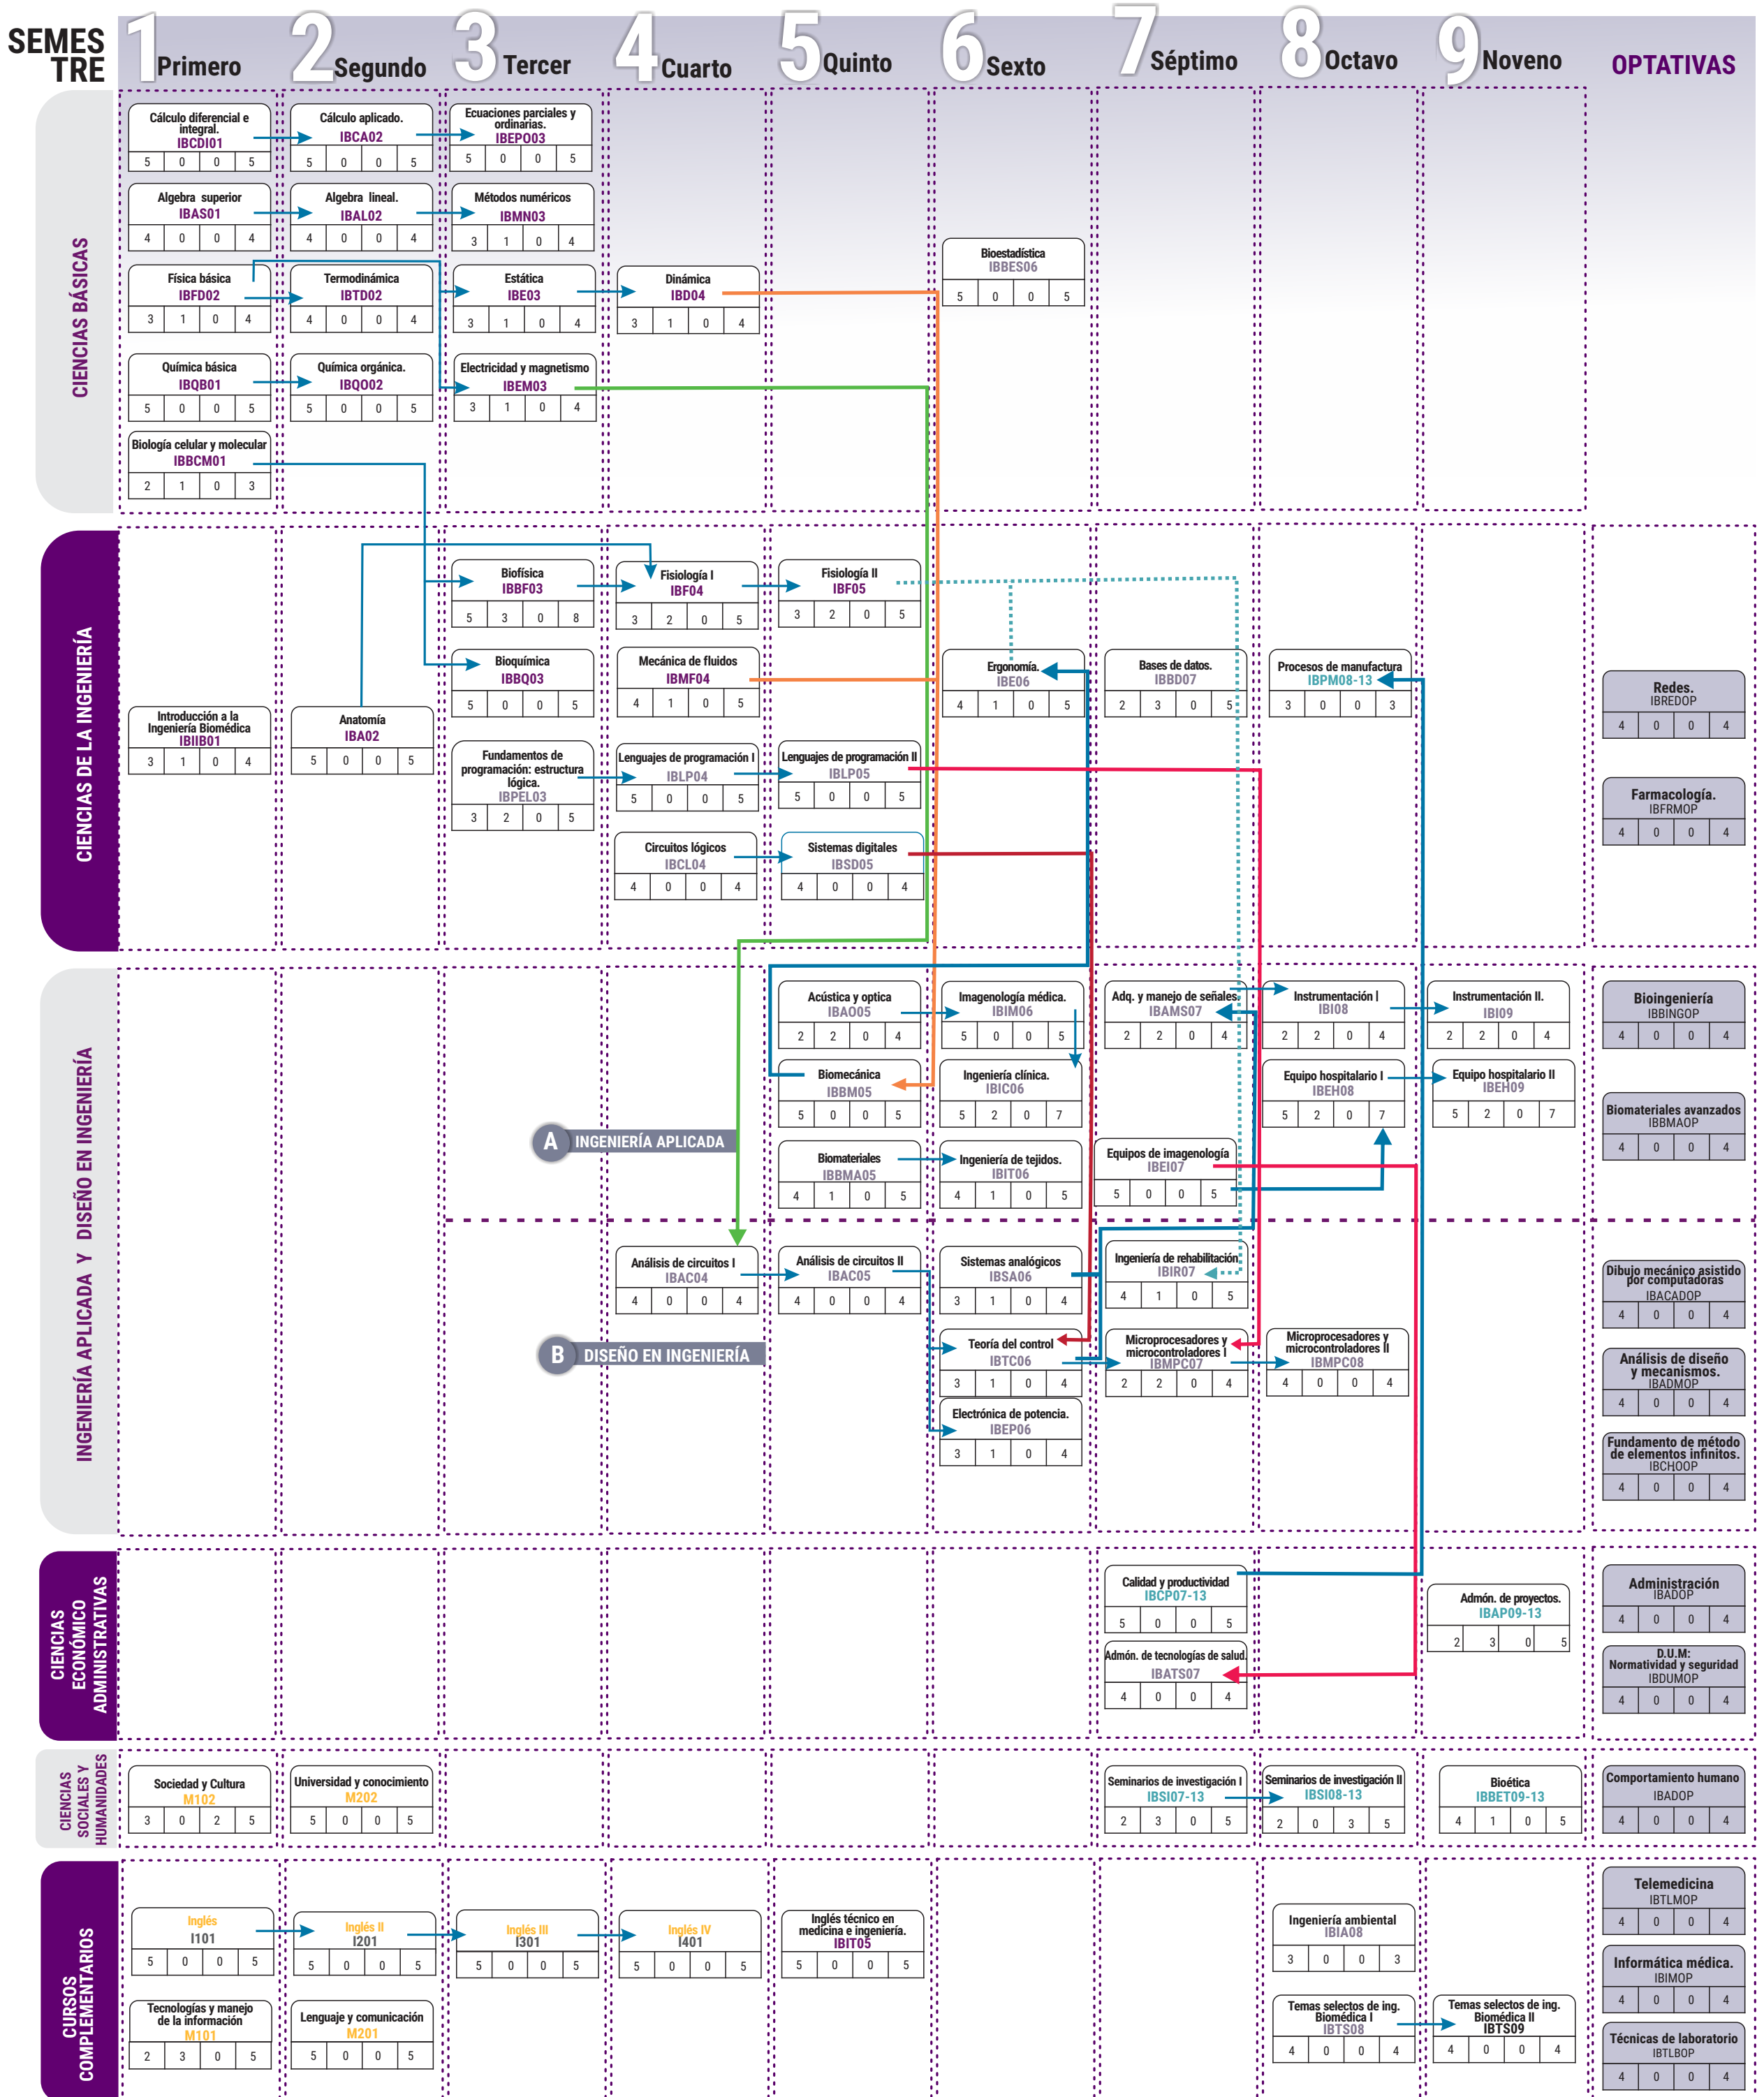 SEMES
TRE
1 Primero
2 Segundo
3 Tercer
4 Cuarto
5 Quinto
6 Sexto
7 Séptimo
8 Octavo
9 Noveno
OPTATIVAS
CIENCIAS BÁSICAS
Cálculo diferencial e
integral.
IBCDI01
5 0 0 5
Cálculo aplicado.
IBCA02
5 0 0 5
Ecuaciones parciales y
ordinarias.
IBEPO03
5 0 0 5
Algebra superior
IBAS01
4 0 0 4
Algebra lineal.
IBAL02
4 0 0 4
Métodos numéricos
IBMN03
3 1 0 4
Bioestadística
IBBES06
5 0 0 5
Física básica
IBFD02
3 1 0 4
Termodinámica
IBTD02
4 0 0 4
Estática
IBE03
3 1 0 4
Dinámica
IBD04
3 1 0 4
Química básica
IBQB01
5 0 0 5
Química orgánica.
IBQO02
5 0 0 5
Electricidad y magnetismo
IBEM03
3 1 0 4
Biología celular y molecular
IBBCM01
2 1 0 3
CIENCIAS DE LA INGENIERÍA
Biofísica
IBBF03
5 3 0 8
Fisiología I
IBF04
3 2 0 5
Fisiología II
IBF05
3 2 0 5
Bioquímica
IBBQ03
5 0 0 5
Mecánica de fluidos
IBMF04
4 1 0 5
Ergonomía.
IBE06
4 1 0 5
Bases de datos.
IBBD07
2 3 0 5
Procesos de manufactura
IBPM08-13
3 0 0 3
Redes.
IBREDOP
4 0 0 4
Introducción a la
Ingeniería Biomédica
IBIIB01
3 1 0 4
Anatomía
IBA02
5 0 0 5
Fundamentos de
programación: estructura
lógica.
IBPEL03
3 2 0 5
Lenguajes de programación I
IBLP04
5 0 0 5
Lenguajes de programación II
IBLP05
5 0 0 5
Farmacología.
IBFRMOP
4 0 0 4
Circuitos lógicos
IBCL04
4 0 0 4
Sistemas digitales
IBSD05
4 0 0 4
INGENIERÍA APLICADA Y DISEÑO EN INGENIERÍA
Acústica y optica
IBAO05
2 2 0 4
Imagenología médica.
IBIM06
5 0 0 5
Adq. y manejo de señales.
IBAMS07
2 2 0 4
Instrumentación I
IBI08
2 2 0 4
Instrumentación II.
IBI09
2 2 0 4
Bioingeniería
IBBINGOP
4 0 0 4
Biomecánica
IBBM05
5 0 0 5
Ingeniería clínica.
IBIC06
5 2 0 7
Equipo hospitalario I
IBEH08
5 2 0 7
Equipo hospitalario II
IBEH09
5 2 0 7
Biomateriales avanzados
IBBMAOP
4 0 0 4
A INGENIERÍA APLICADA
Biomateriales
IBBMA05
4 1 0 5
Ingeniería de tejidos.
IBIT06
4 1 0 5
Equipos de imagenología
IBEI07
5 0 0 5
Análisis de circuitos I
IBAC04
4 0 0 4
Análisis de circuitos II
IBAC05
4 0 0 4
Sistemas analógicos
IBSA06
3 1 0 4
Ingeniería de rehabilitación
IBIR07
4 1 0 5
Dibujo mecánico asistido
por computadoras
IBACADOP
4 0 0 4
B DISEÑO EN INGENIERÍA
Teoría del control
IBTC06
3 1 0 4
Microprocesadores y
microcontroladores I
IBMPC07
2 2 0 4
Microprocesadores y
microcontroladores II
IBMPC08
4 0 0 4
Análisis de diseño
y mecanismos.
IBADMOP
4 0 0 4
Electrónica de potencia.
IBEP06
3 1 0 4
Fundamento de método
de elementos infinitos.
IBCHOOP
4 0 0 4
CIENCIAS
ECONÓMICO
ADMINISTRATIVAS
Calidad y productividad
IBCP07-13
5 0 0 5
Admón. de proyectos.
IBAP09-13
2 3 0 5
Administración
IBADOP
4 0 0 4
Admón. de tecnologías de salud.
IBATS07
4 0 0 4
D.U.M:
Normatividad y seguridad
IBDUMOP
4 0 0 4
CIENCIAS
SOCIALES Y
HUMANIDADES
Sociedad y Cultura
M102
3 0 2 5
Universidad y conocimiento
M202
5 0 0 5
Seminarios de investigación I
IBSI07-13
2 3 0 5
Seminarios de investigación II
IBSI08-13
2 0 3 5
Bioética
IBBET09-13
4 1 0 5
Comportamiento humano
IBADOP
4 0 0 4
CURSOS
COMPLEMENTARIOS
Inglés
I101
5 0 0 5
Inglés II
I201
5 0 0 5
Inglés III
I301
5 0 0 5
Inglés IV
I401
5 0 0 5
Inglés técnico en
medicina e ingeniería.
IBIT05
5 0 0 5
Ingeniería ambiental
IBIA08
3 0 0 3
Telemedicina
IBTLMOP
4 0 0 4
Informática médica.
IBIMOP
4 0 0 4
Tecnologías y manejo
de la información
M101
2 3 0 5
Lenguaje y comunicación
M201
5 0 0 5
Temas selectos de ing.
Biomédica I
IBTS08
4 0 0 4
Temas selectos de ing.
Biomédica II
IBTS09
4 0 0 4
Técnicas de laboratorio
IBTLBOP
4 0 0 4